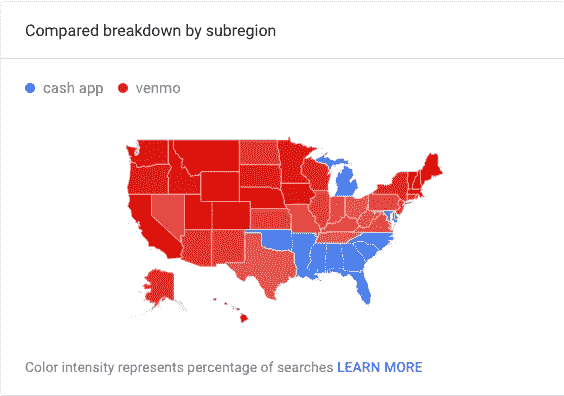 Compared breakdown by subregion
cash app venmo
Color intensity represents percentage of searches LEARN MORE